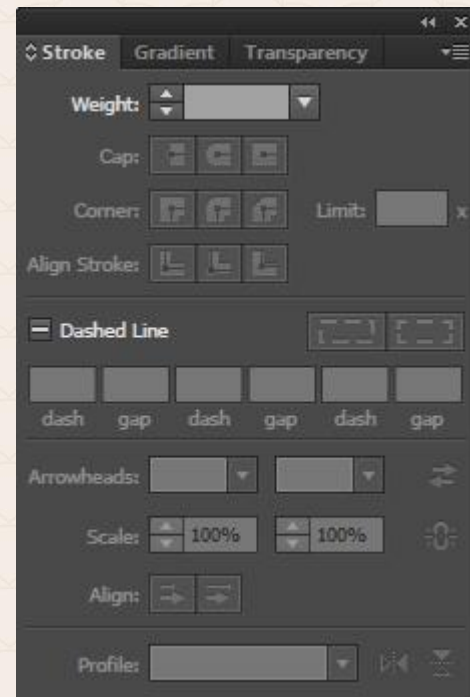 Stroke Gradient Transparency
Weight:
Cap:
Corner: Limit: x
Align Stroke:
Dashed Line
dash gap dash gap dash gap
Arrowheads:
Scale: 100% 100%
Align:
Profile: